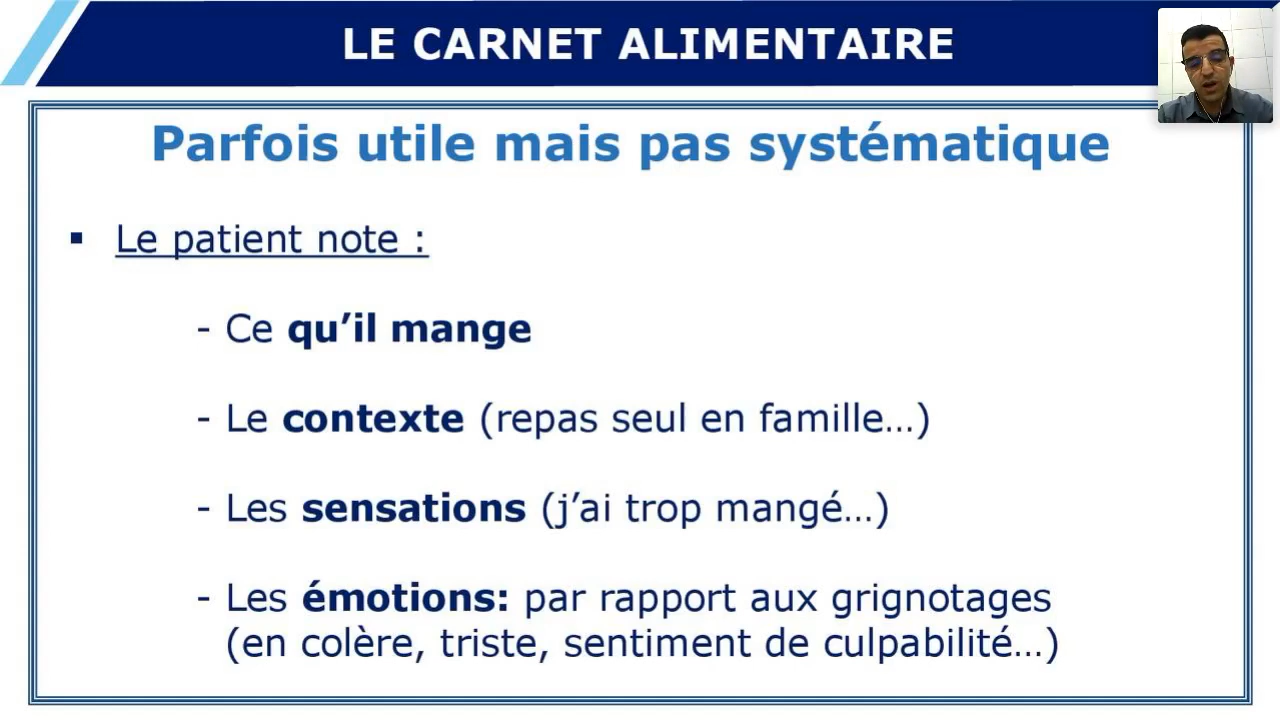 LE CARNET ALIMENTAIRE
Parfois utile mais pas systématique
▪ Le patient note :
- Ce qu’il mange
- Le contexte (repas seul en famille…)
- Les sensations (j’ai trop mangé…)
- Les émotions: par rapport aux grignotages
(en colère, triste, sentiment de culpabilité…)